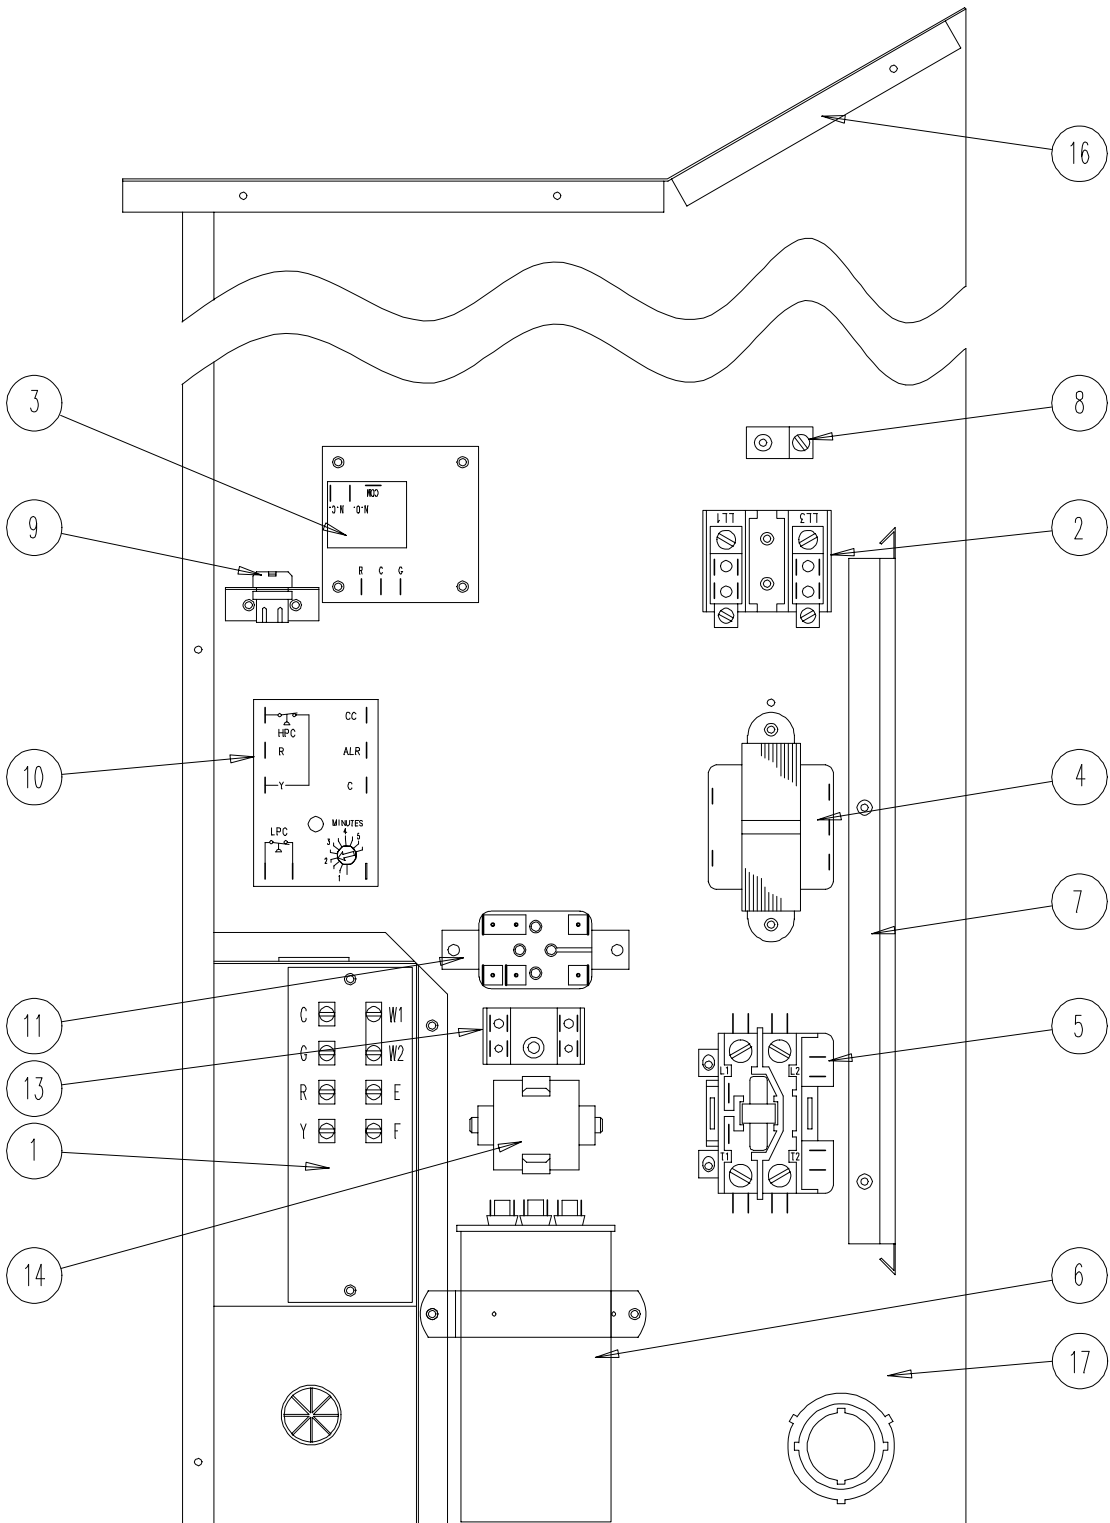 16
3
8
COM
N.C. N.O.
9
LL1 LL3
2
R C G
CC
HPC
10
R ALR
4
Y C
MINUTES
LPC
1 2 3 4 5
7
11
C W1
5
G W2
L1 L2
13
R E
Y F
1
T1 T2
14
6
17